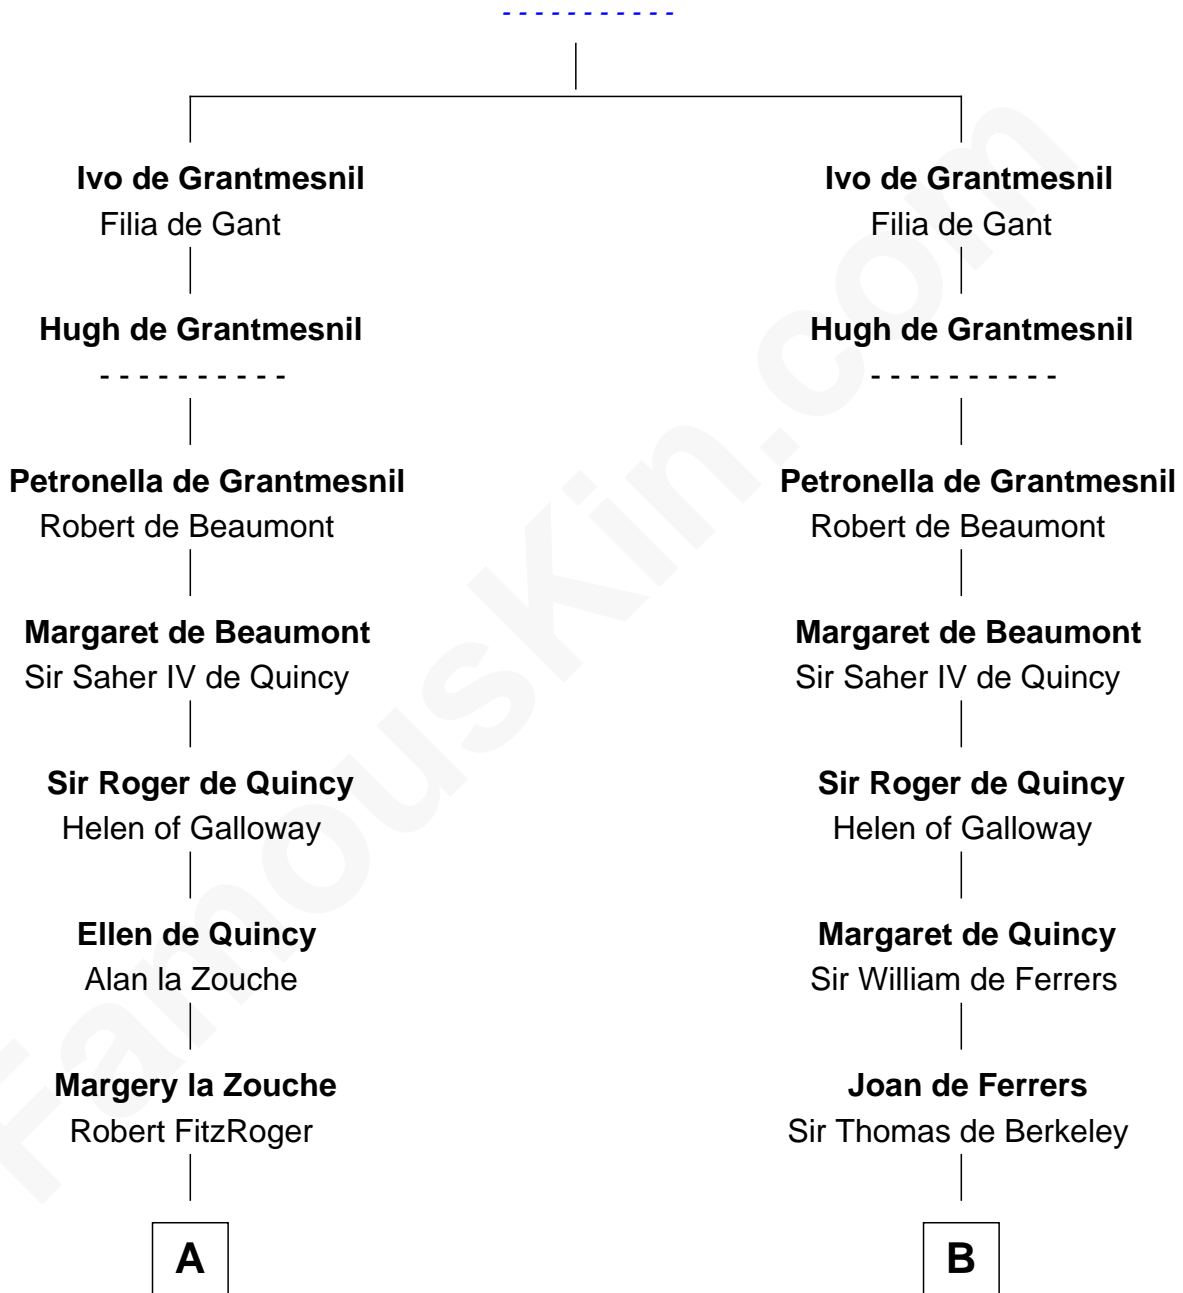 - - - - - - - - - - -
Ivo de Grantmesnil Ivo de Grantmesnil
Filia de Gant Filia de Gant
Hugh de Grantmesnil Hugh de Grantmesnil
- - - - - - - - - - - - - - - - - - - -
Petronella de Grantmesnil Petronella de Grantmesnil
Robert de Beaumont Robert de Beaumont
Margaret de Beaumont Margaret de Beaumont
Sir Saher IV de Quincy Sir Saher IV de Quincy
Sir Roger de Quincy Sir Roger de Quincy
Helen of Galloway Helen of Galloway
Ellen de Quincy Margaret de Quincy
Alan la Zouche Sir William de Ferrers
Margery la Zouche Joan de Ferrers
Robert FitzRoger Sir Thomas de Berkeley
A B
FamousKin.com